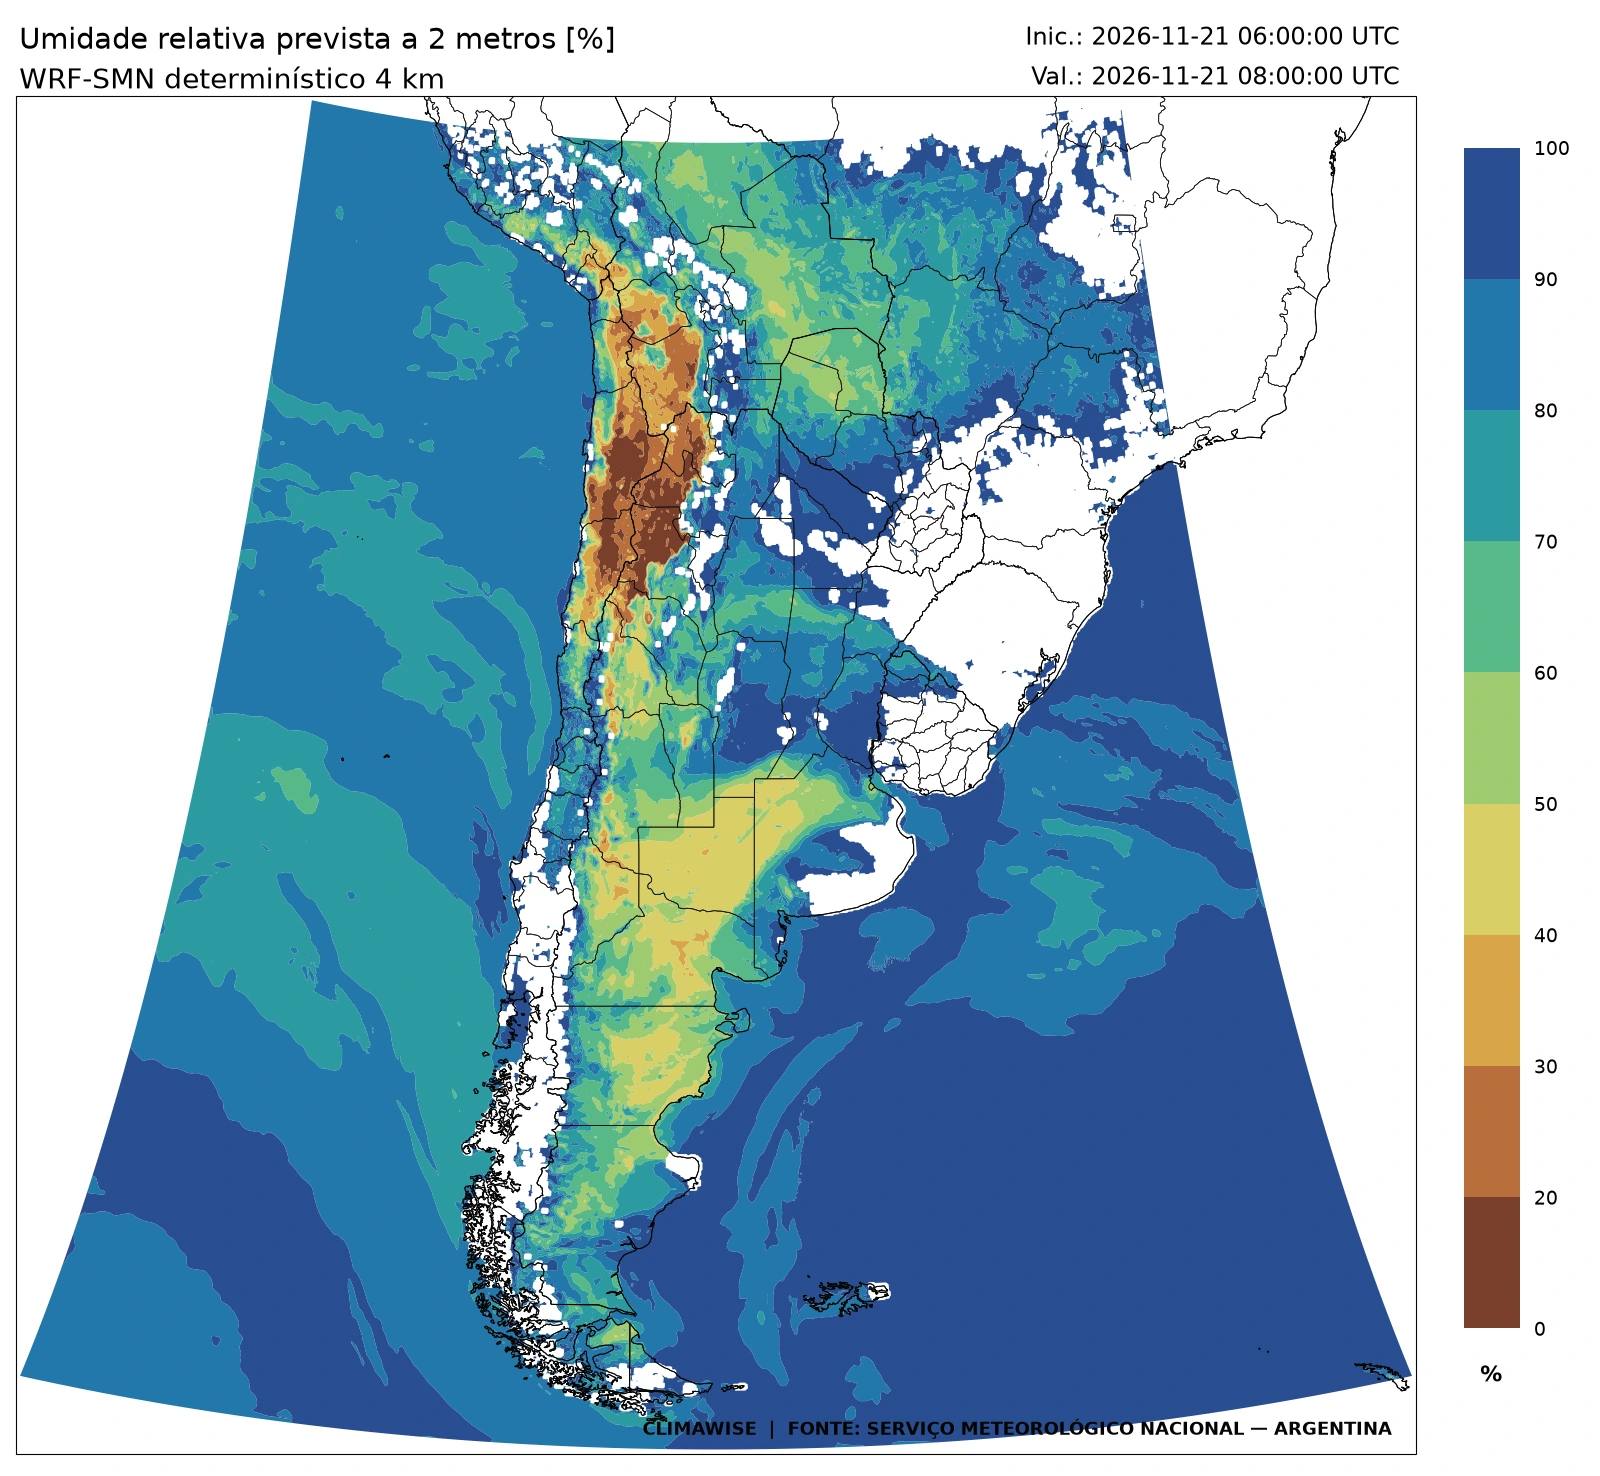 Umidade relativa prevista a 2 metros [%]
WRF-SMN determinístico 4 km
Inic.: 2026-11-21 06:00:00 UTC
Val.: 2026-11-21 08:00:00 UTC
100
90
80
70
60
50
40
30
20
0
%
CLIMAWISE | FONTE: SERVIÇO METEOROLÓGICO NACIONAL — ARGENTINA